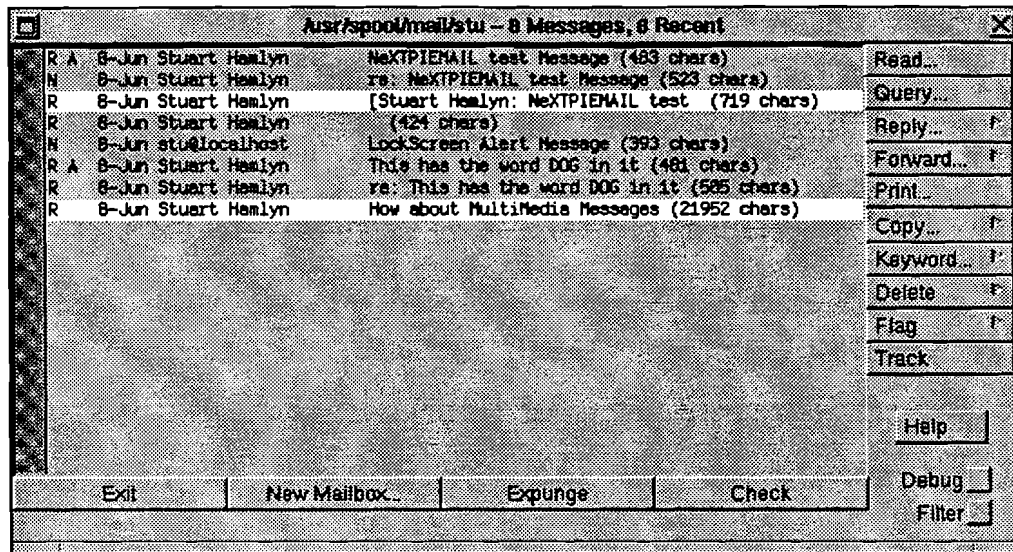 /usr/spool/mail/stu – 8 Messages, 8 Recent
R A 8-Jun Stuart Hamlyn NeXTPIEMAIL test Message (483 chars)
N 8-Jun Stuart Hamlyn re: NeXTPIEMAIL test Message (523 chars)
R 8-Jun Stuart Hamlyn [Stuart Hamlyn: NeXTPIEMAIL test (719 chars)
R 8-Jun Stuart Hamlyn (424 chars)
N 8-Jun stu@localhost LockScreen Alert Message (393 chars)
R A 8-Jun Stuart Hamlyn This has the word DOG in it (481 chars)
R 8-Jun Stuart Hamlyn re: This has the word DOG in it (505 chars)
R 8-Jun Stuart Hamlyn How about MultiMedia Messages (21952 chars)
Read...
Query...
Reply...
Forward...
Print...
Copy...
Keyword...
Delete
Flag
Track
Help
Debug
Filter
Exit
New Mailbox...
Expunge
Check